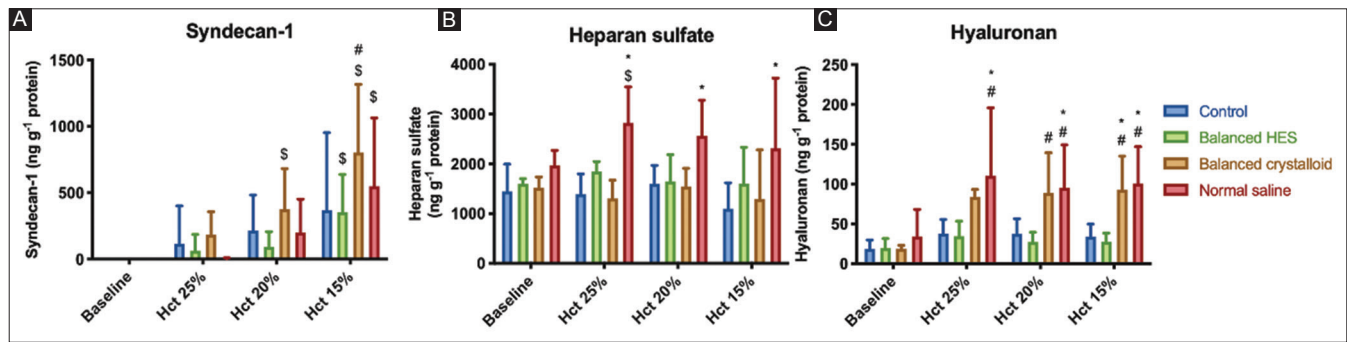 A
Syndecan-1
Syndecan-1 (ng g-1 protein)
1500
1000
500
0
#
$
$
$
$
Baseline
Hct 25%
Hct 20%
Hct 15%
B
Heparan sulfate
Heparan sulfate
(ng g-1 protein)
4000
3000
2000
1000
0
*
$
*
*
Baseline
Hct 25%
Hct 20%
Hct 15%
C
Hyaluronan
Hyaluronan (ng g-1 protein)
250
200
150
100
50
0
*
#
#
*
#
*
#
*
#
Baseline
Hct 25%
Hct 20%
Hct 15%
Control
Balanced HES
Balanced crystalloid
Normal saline